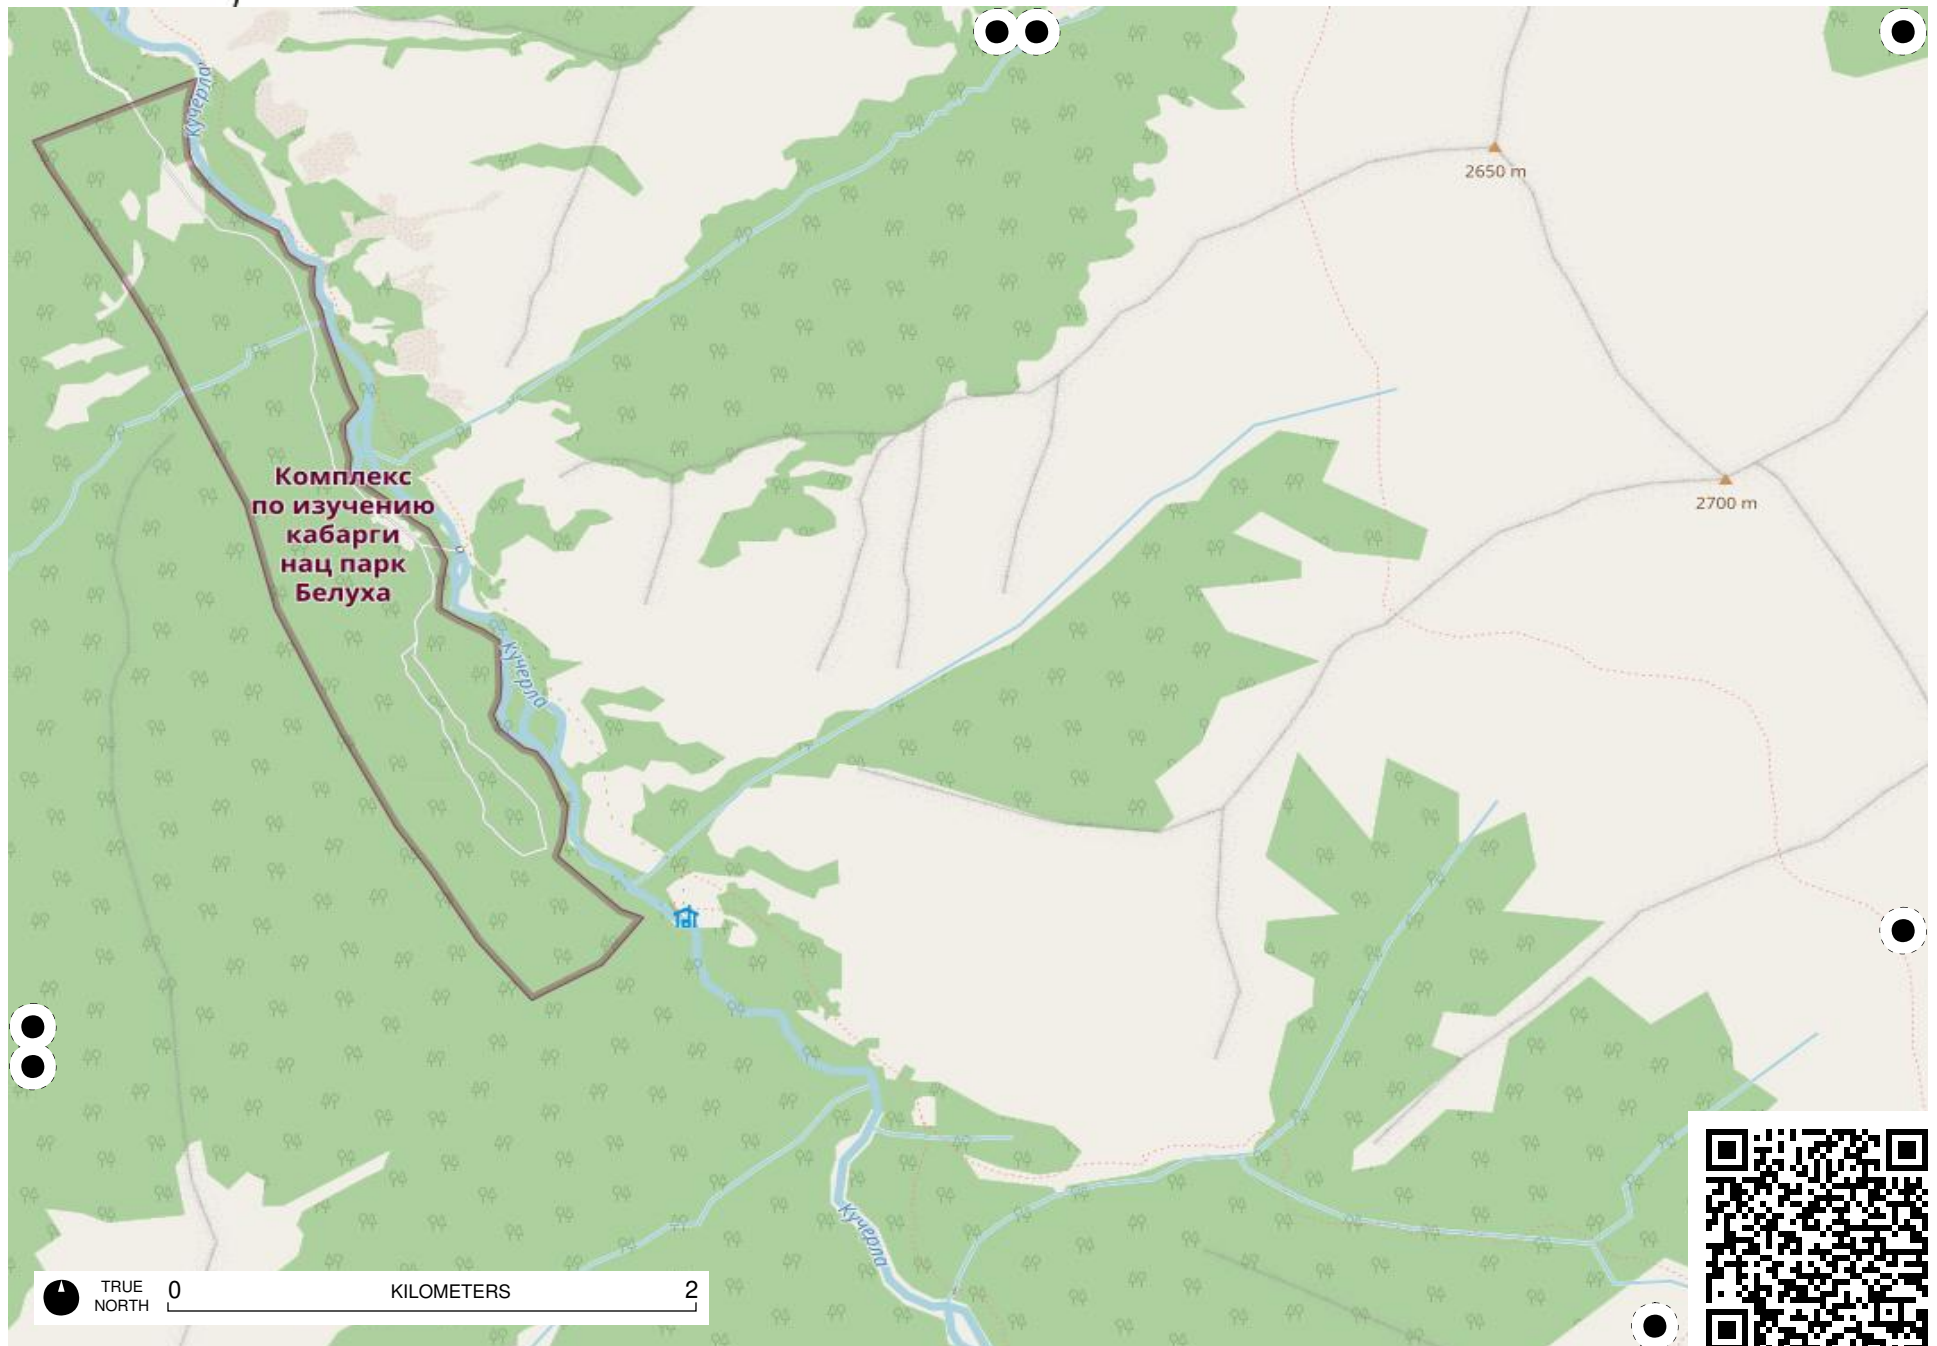 Кучерла
2650 m
Комплекс
по изучению
кабарги
нац парк
Белуха
2700 m
Кучерла
Кучерла
TRUE
NORTH
0 KILOMETERS 2